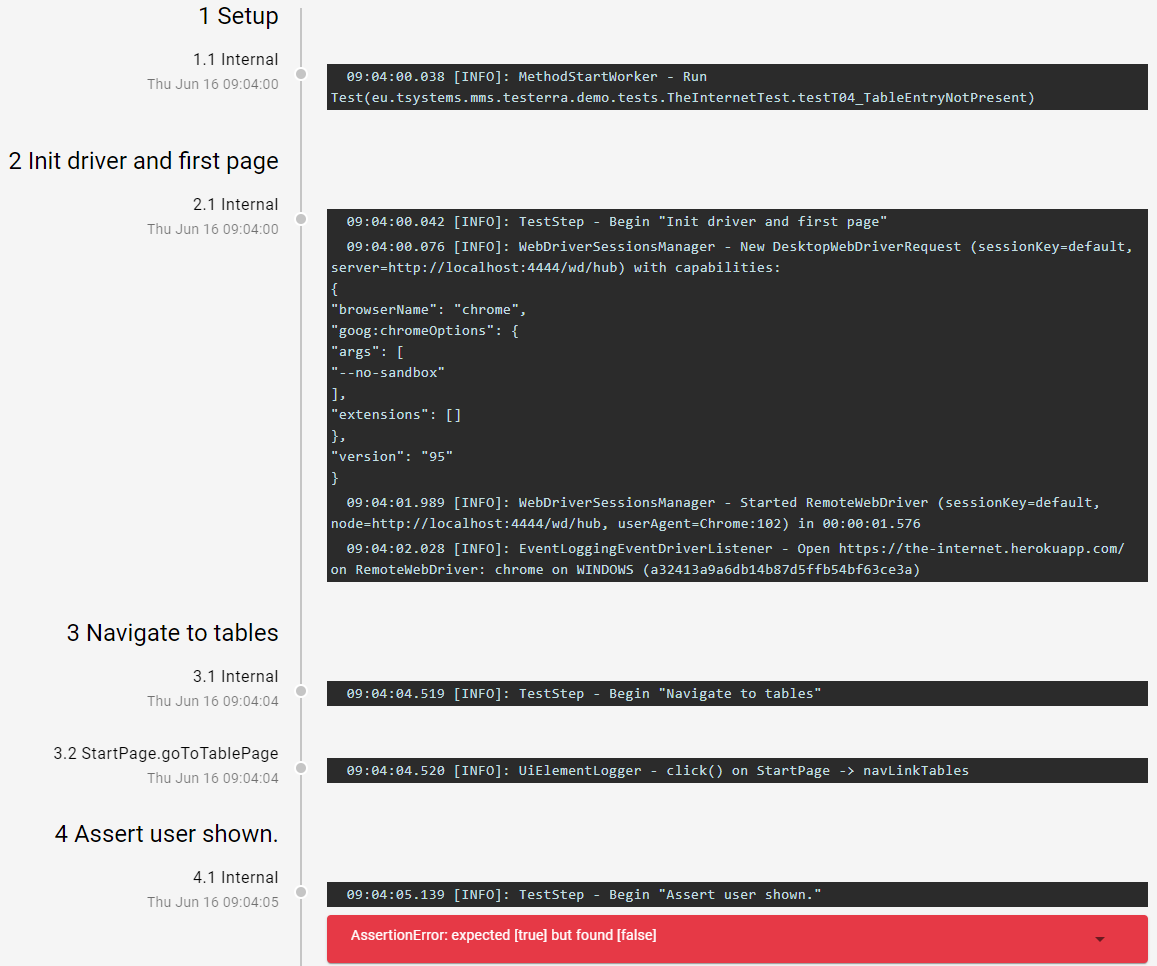 1 Setup
1.1 Internal
Thu Jun 16 09:04:00
09:04:00.038 [INFO]: MethodStartWorker - Run
Test(eu.tsystems.mms.testerra.demo.tests.TheInternetTest.testT04_TableEntryNotPresent)
2 Init driver and first page
2.1 Internal
Thu Jun 16 09:04:00
09:04:00.042 [INFO]: TestStep - Begin "Init driver and first page"
09:04:00.076 [INFO]: WebDriverSessionsManager - New DesktopWebDriverRequest (sessionKey=default,
server=http://localhost:4444/wd/hub) with capabilities:
{
"browserName": "chrome",
"goog:chromeOptions": {
"args": [
"--no-sandbox"
],
"extensions": []
},
"version": "95"
}
09:04:01.989 [INFO]: WebDriverSessionsManager - Started RemoteWebDriver (sessionKey=default,
node=http://localhost:4444/wd/hub, userAgent=Chrome:102) in 00:00:01.576
09:04:02.028 [INFO]: EventLoggingEventDriverListener - Open https://the-internet.herokuapp.com/
on RemoteWebDriver: chrome on WINDOWS (a32413a9a6db14b87d5ffb54bf63ce3a)
3 Navigate to tables
3.1 Internal
Thu Jun 16 09:04:04
09:04:04.519 [INFO]: TestStep - Begin "Navigate to tables"
3.2 StartPage.goToTablePage
Thu Jun 16 09:04:04
09:04:04.520 [INFO]: UiElementLogger - click() on StartPage -> navLinkTables
4 Assert user shown.
4.1 Internal
Thu Jun 16 09:04:05
09:04:05.139 [INFO]: TestStep - Begin "Assert user shown."
AssertionError: expected [true] but found [false]